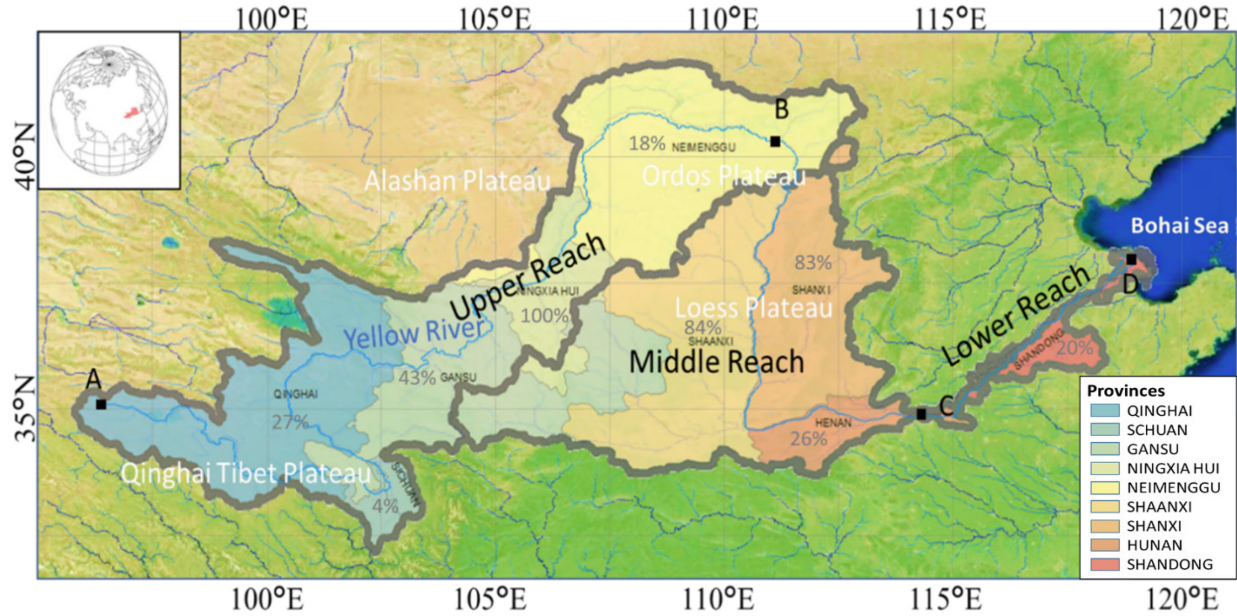 100°E 105°E 110°E 115°E 120°E
B
18% NEIMENGGU
40°N
Alashan Plateau
Ordos Plateau
Bohai Sea
Upper Reach
NINGXIA HUI
100%
83%
SHANXI
D
Loess Plateau
Yellow River
84%
SHAANXI
Middle Reach
Lower Reach
SHANDONG
20%
43% GANSU
A
QINGHAI
27%
35°N
C
HENAN
26%
Qinghai Tibet Plateau
SICHUAN
4%
Provinces
QINGHAI
SCHUAN
GANSU
NINGXIA HUI
NEIMENGGU
SHAANXI
SHANXI
HUNAN
SHANDONG
100°E 105°E 110°E 115°E 120°E